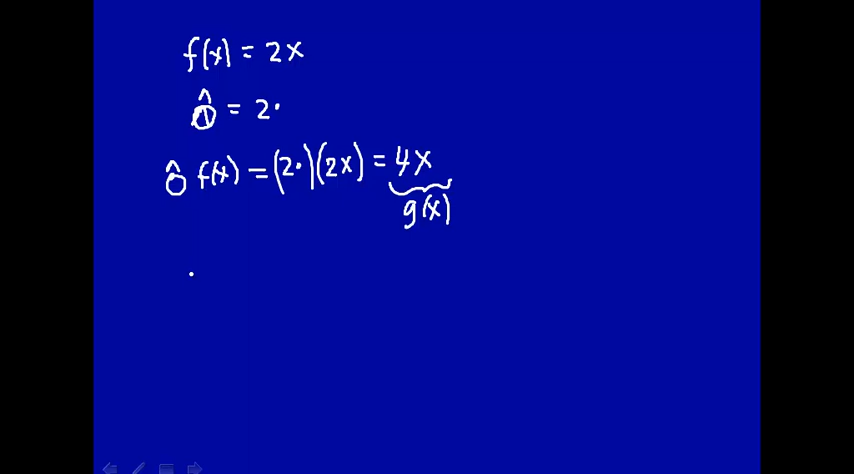 f(x) = 2x
Ô = 2·
Ô f(x) = (2·)(2x) = 4x
g(x)